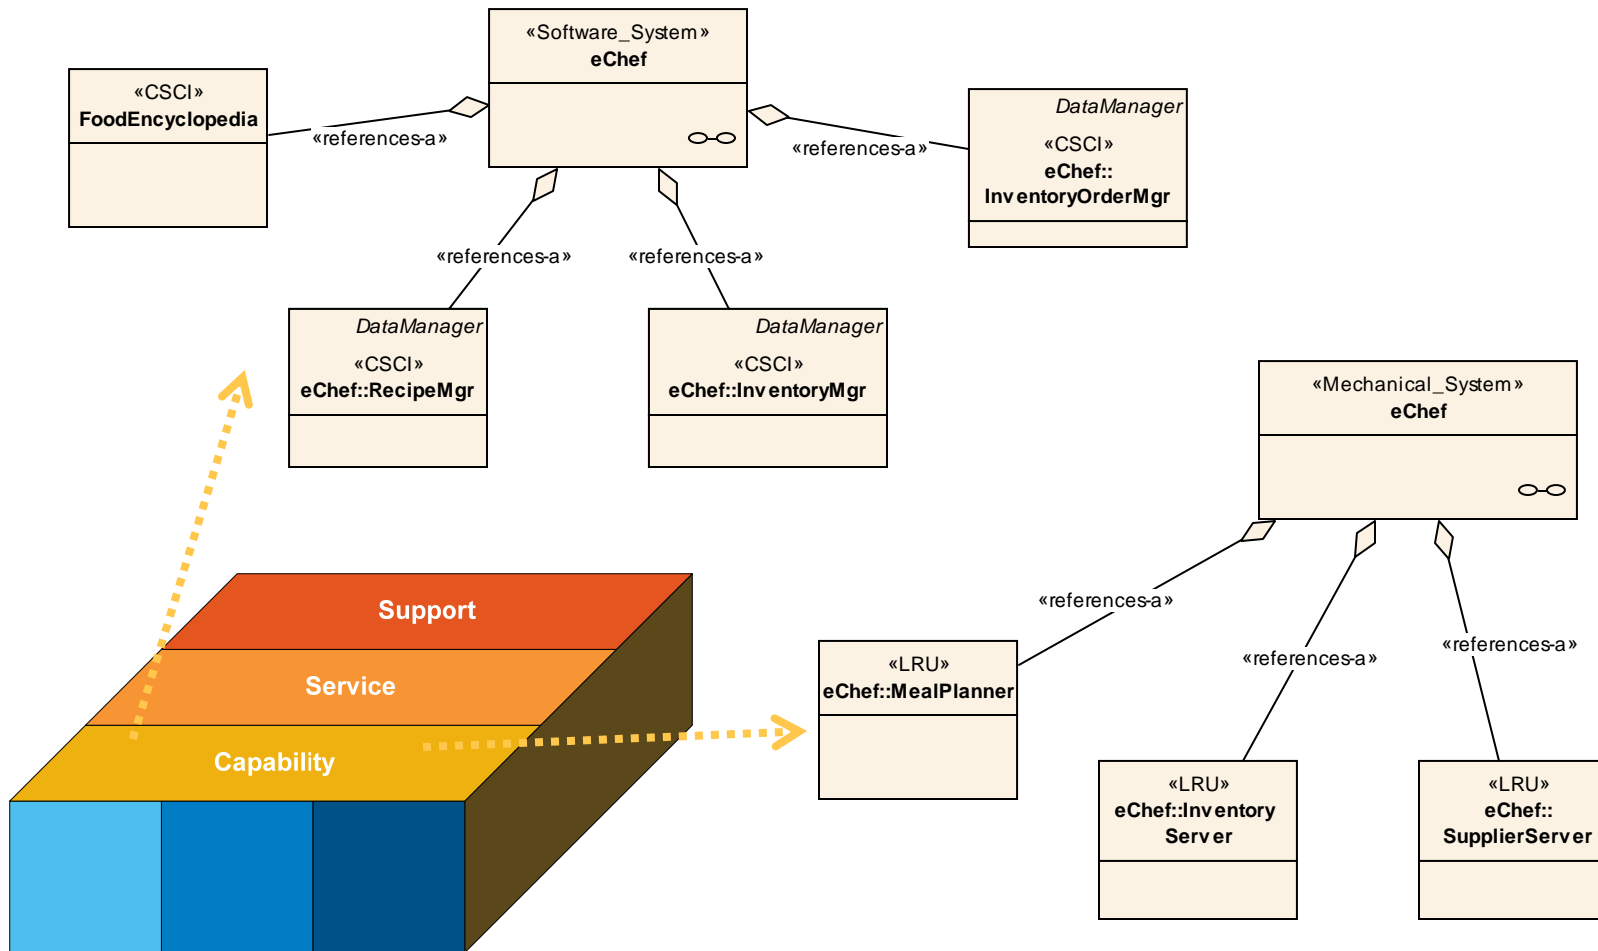 «Software_System»
eChef
«CSCI»
FoodEncyclopedia
«references-a»
«references-a»
DataManager
«CSCI»
eChef::
InventoryOrderMgr
«references-a»
«references-a»
DataManager
«CSCI»
eChef::RecipeMgr
DataManager
«CSCI»
eChef::InventoryMgr
«Mechanical_System»
eChef
«references-a»
«references-a»
«references-a»
«LRU»
eChef::MealPlanner
«LRU»
eChef::Inventory
Server
«LRU»
eChef::
SupplierServer
Support
Service
Capability